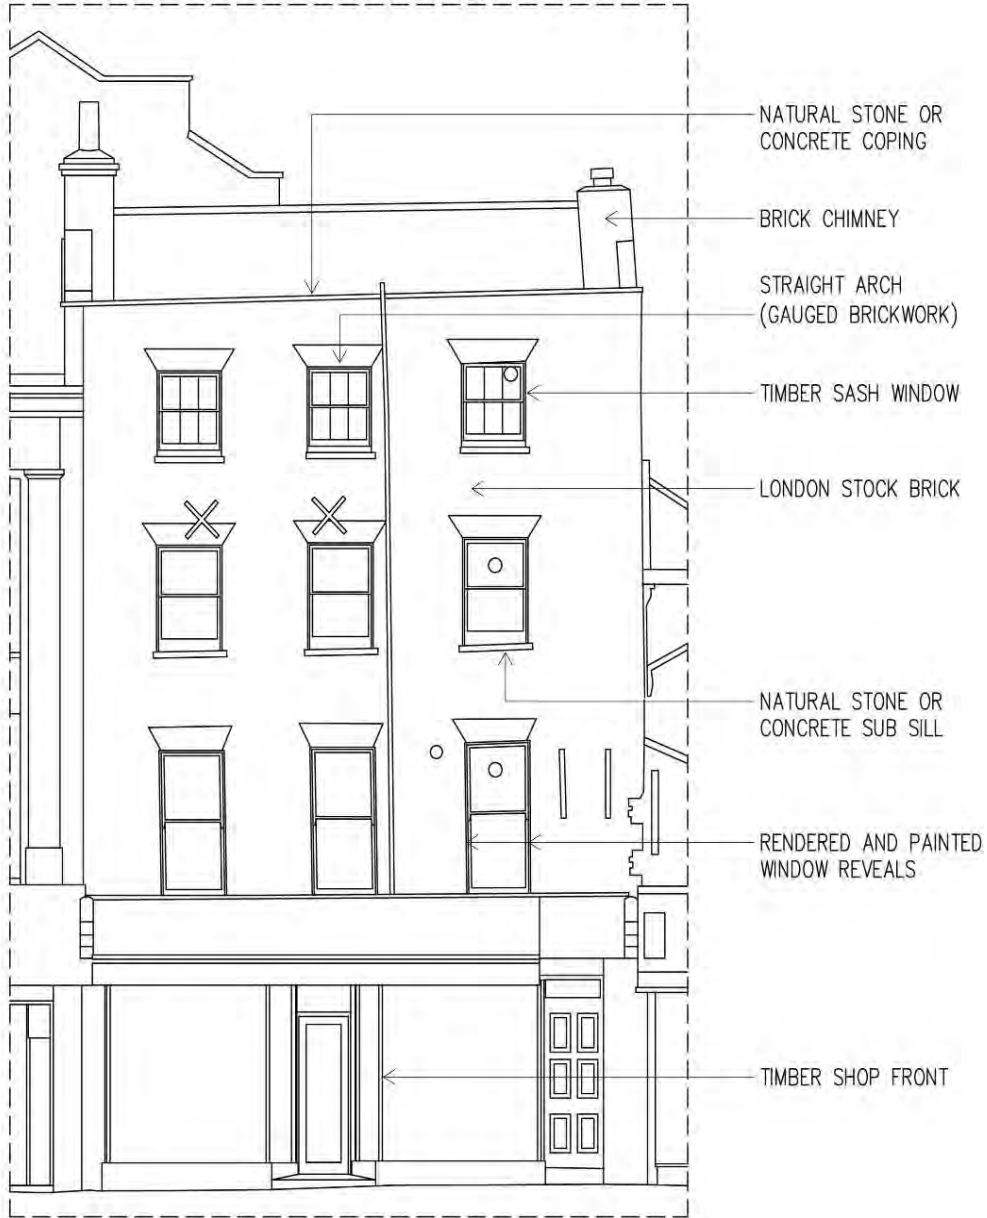 NATURAL STONE OR
CONCRETE COPING
BRICK CHIMNEY
STRAIGHT ARCH
(GAUGED BRICKWORK)
TIMBER SASH WINDOW
LONDON STOCK BRICK
NATURAL STONE OR
CONCRETE SUB SILL
RENDERED AND PAINTED
WINDOW REVEALS
TIMBER SHOP FRONT